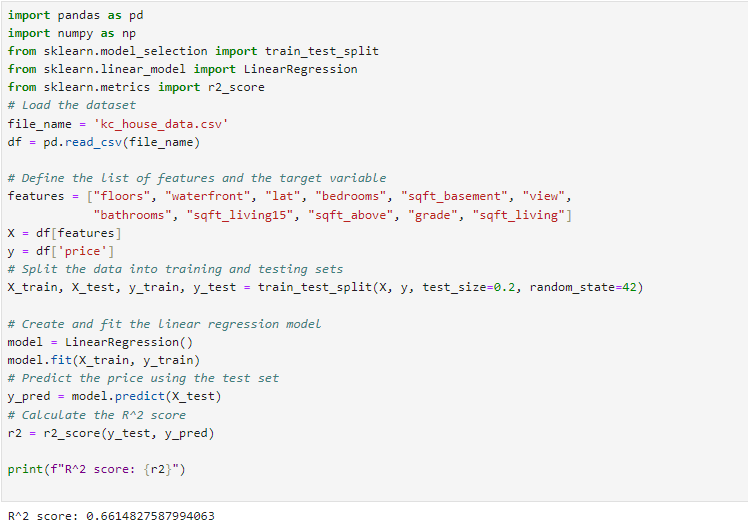 import pandas as pd
import numpy as np
from sklearn.model_selection import train_test_split
from sklearn.linear_model import LinearRegression
from sklearn.metrics import r2_score
# Load the dataset
file_name = 'kc_house_data.csv'
df = pd.read_csv(file_name)
# Define the list of features and the target variable
features = ["floors", "waterfront", "lat", "bedrooms", "sqft_basement", "view",
            "bathrooms", "sqft_living15", "sqft_above", "grade", "sqft_living"]
X = df[features]
y = df['price']
# Split the data into training and testing sets
X_train, X_test, y_train, y_test = train_test_split(X, y, test_size=0.2, random_state=42)
# Create and fit the linear regression model
model = LinearRegression()
model.fit(X_train, y_train)
# Predict the price using the test set
y_pred = model.predict(X_test)
# Calculate the R^2 score
r2 = r2_score(y_test, y_pred)
print(f"R^2 score: {r2}")
R^2 score: 0.6614827587994063